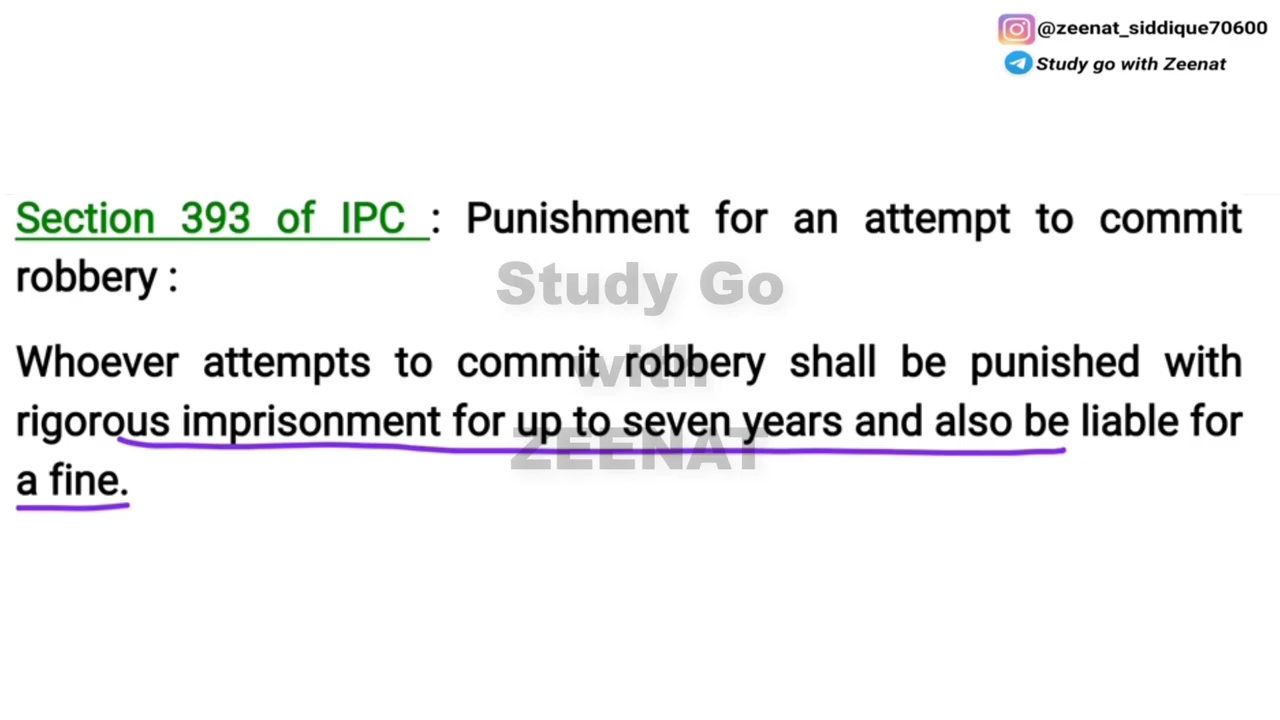 @zeenat_siddique70600
Study go with Zeenat
Section 393 of IPC : Punishment for an attempt to commit
robbery :
Study Go
with
ZEENAT
Whoever attempts to commit robbery shall be punished with
rigorous imprisonment for up to seven years and also be liable for
a fine.